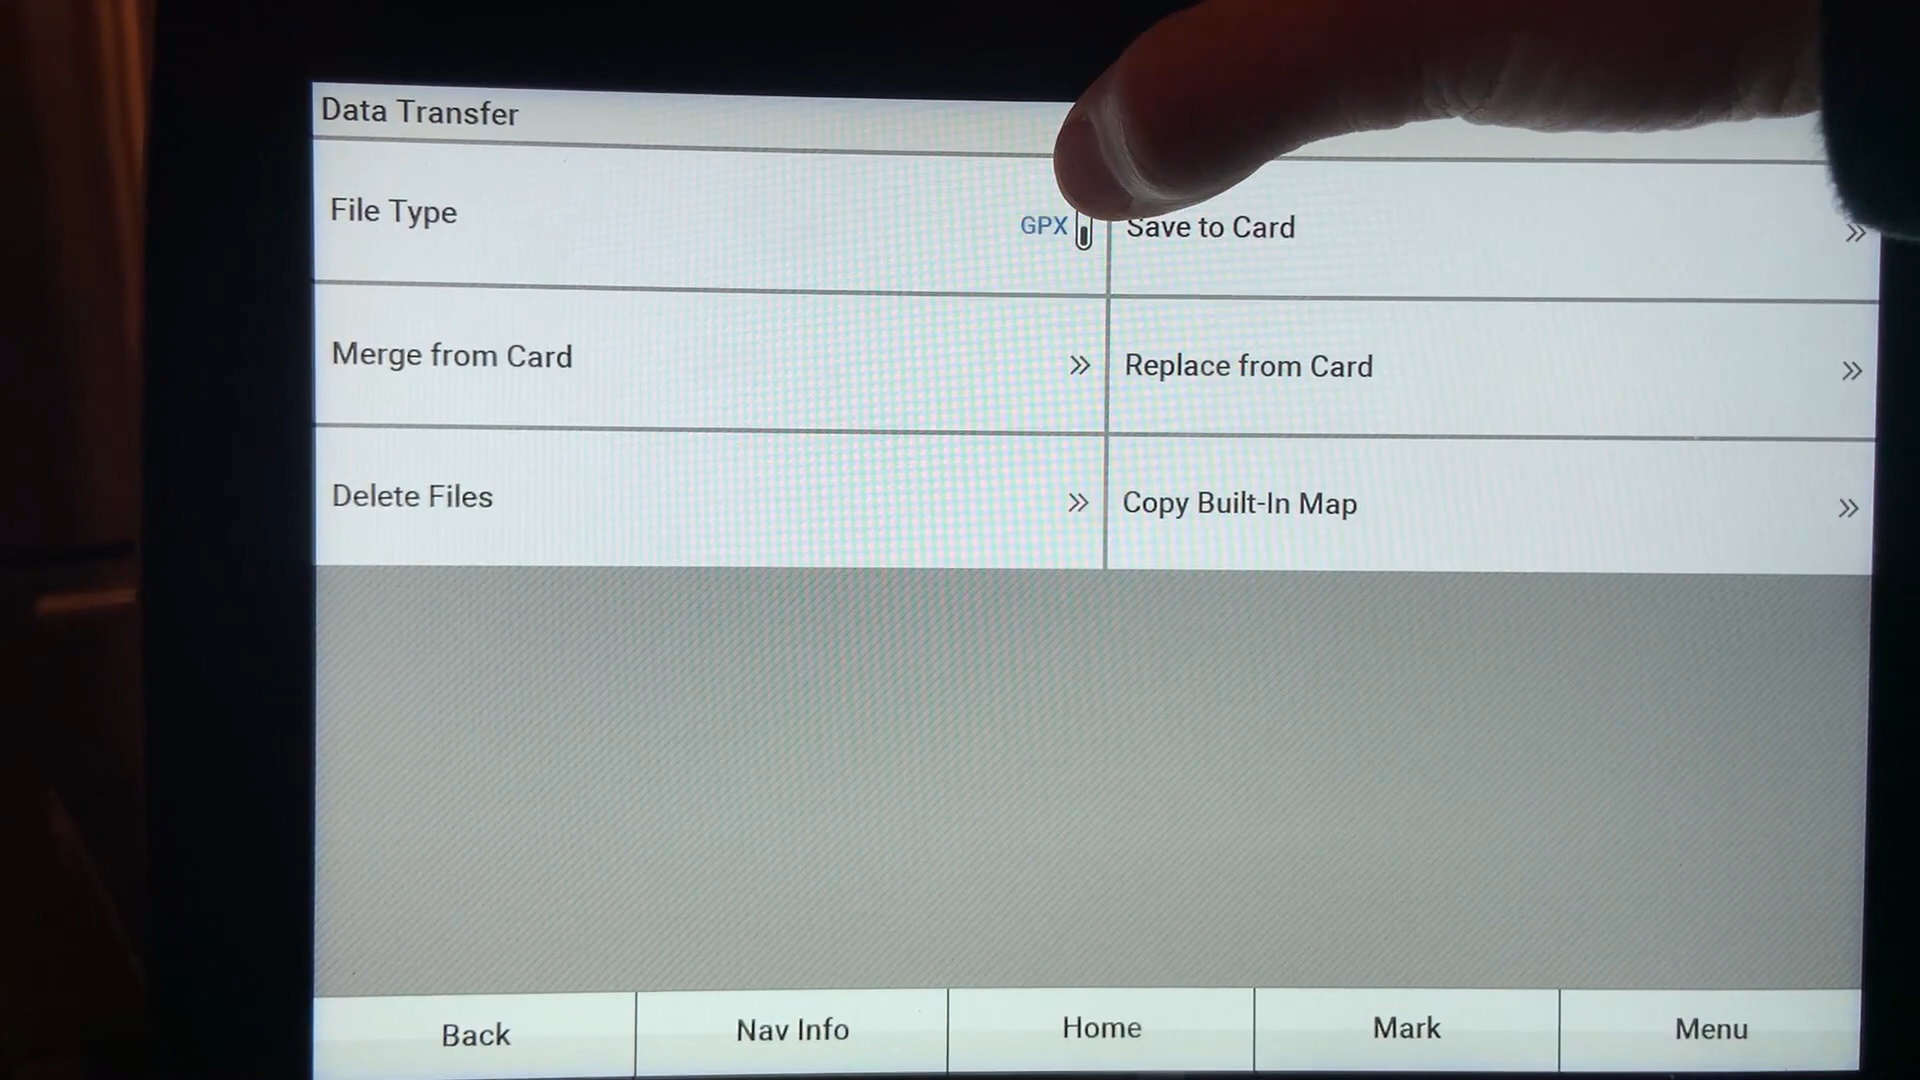 Data Transfer
File Type GPX
Save to Card »
Merge from Card »
Replace from Card »
Delete Files »
Copy Built-In Map »
Back Nav Info Home Mark Menu